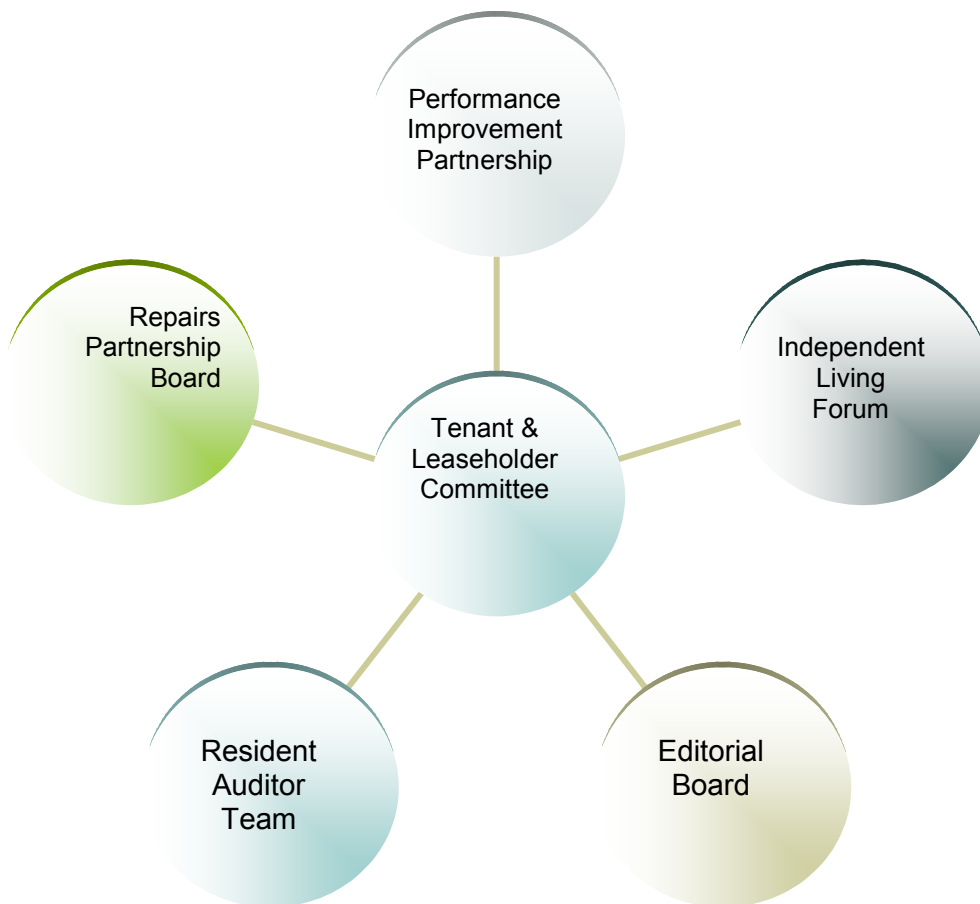 Performance
Improvement
Partnership
Repairs
Partnership
Board
Independent
Living
Forum
Tenant &
Leaseholder
Committee
Resident
Auditor
Team
Editorial
Board